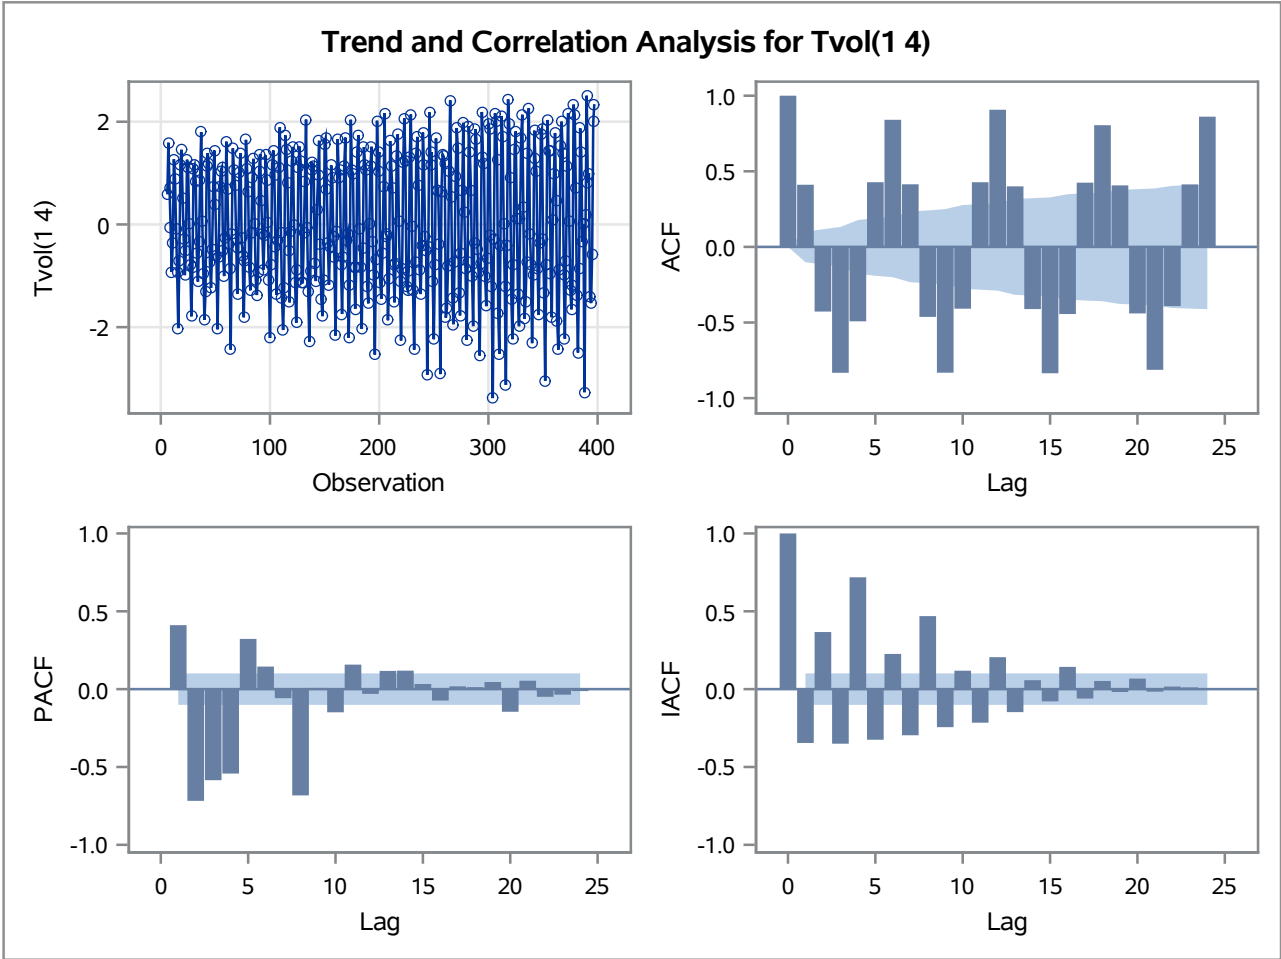 Trend and Correlation Analysis for Tvol(1 4)
2
0
-2
Tvol(1 4)
0 100 200 300 400
Observation
1.0
0.5
0.0
-0.5
-1.0
ACF
0 5 10 15 20 25
Lag
1.0
0.5
0.0
-0.5
-1.0
PACF
0 5 10 15 20 25
Lag
1.0
0.5
0.0
-0.5
-1.0
IACF
0 5 10 15 20 25
Lag